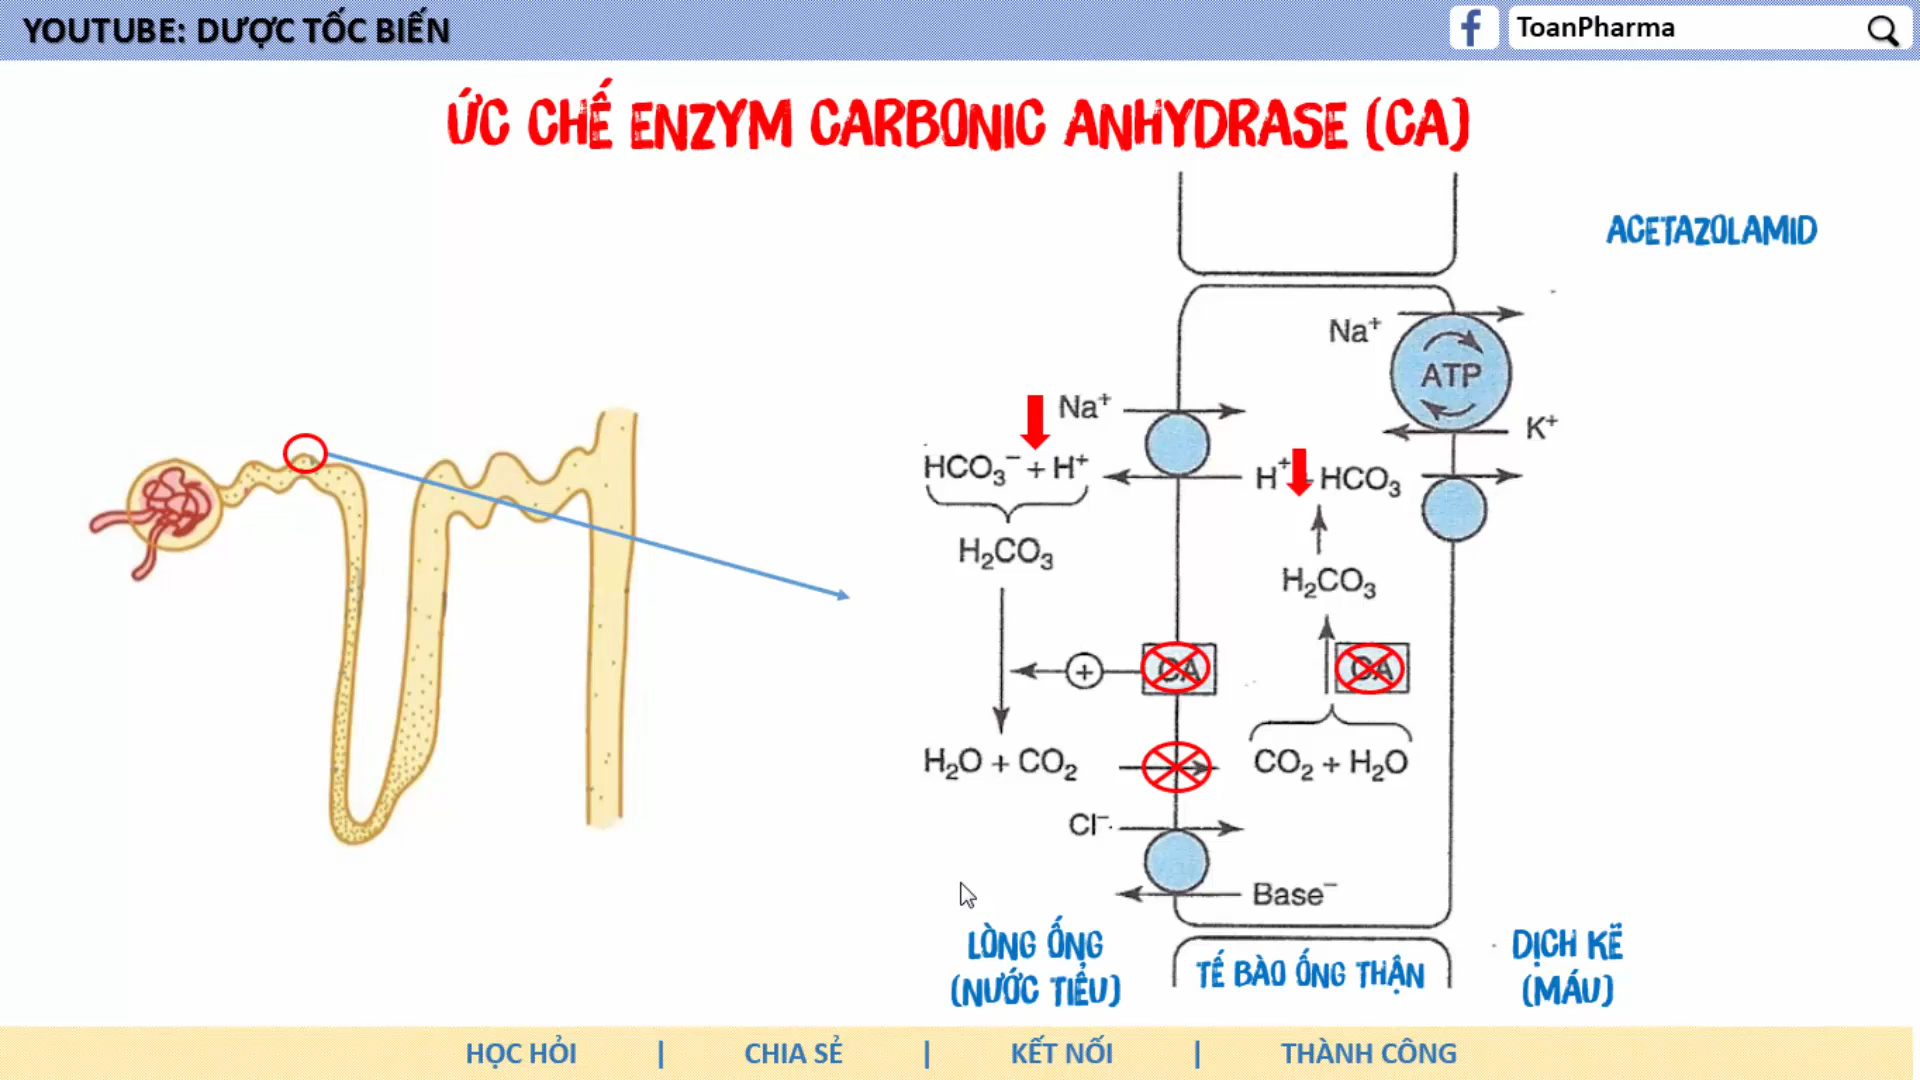 YOUTUBE: DƯỢC TỐC BIẾN
ToanPharma
ỨC CHẾ ENZYM CARBONIC ANHYDRASE (CA)
ACETAZOLAMID
Na⁺
ATP
K⁺
Na⁺
HCO₃⁻ + H⁺
H⁺ HCO₃
H₂CO₃
H₂CO₃
+
CA
CA
H₂O + CO₂
CO₂ + H₂O
Cl⁻
Base⁻
LÒNG ỐNG
(NƯỚC TIỂU)
TẾ BÀO ỐNG THẬN
DỊCH KẼ
(MÁU)
HỌC HỎI | CHIA SẺ | KẾT NỐI | THÀNH CÔNG